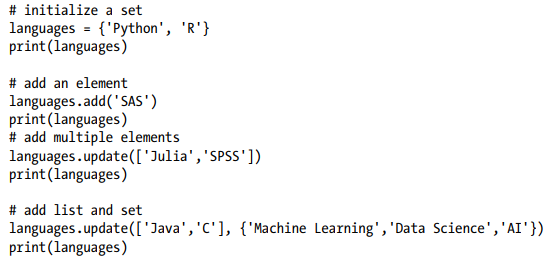 # initialize a set
languages = {'Python', 'R'}
print(languages)
# add an element
languages.add('SAS')
print(languages)
# add multiple elements
languages.update(['Julia','SPSS'])
print(languages)
# add list and set
languages.update(['Java','C'], {'Machine Learning','Data Science','AI'})
print(languages)